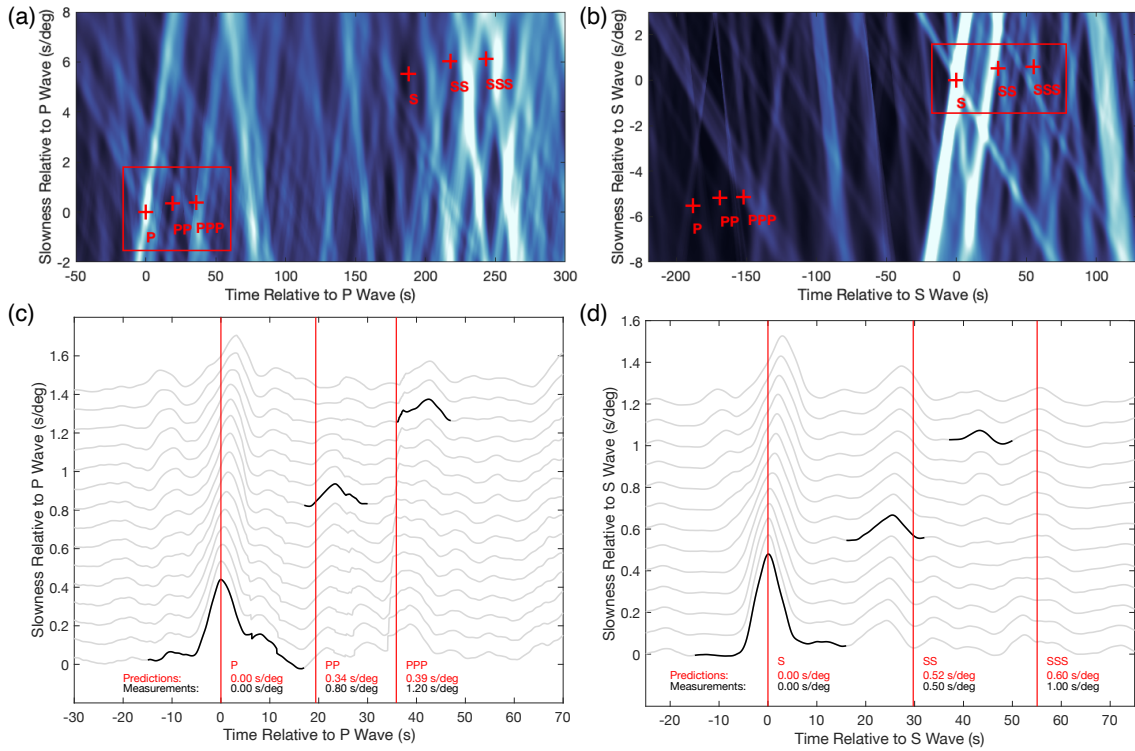 (a)
Slowness Relative to P Wave (s/deg)
8
6
4
2
0
-2
S
SS
SSS
P
PP
PPP
-50
0
50
100
150
200
250
300
Time Relative to P Wave (s)
(b)
Slowness Relative to S Wave (s/deg)
2
0
-2
-4
-6
-8
S
SS
SSS
P
PP
PPP
-200
-150
-100
-50
0
50
100
Time Relative to S Wave (s)
(c)
Slowness Relative to P Wave (s/deg)
1.6
1.4
1.2
1
0.8
0.6
0.4
0.2
0
P PP PPP
Predictions: 0.00 s/deg 0.34 s/deg 0.39 s/deg
Measurements: 0.00 s/deg 0.80 s/deg 1.20 s/deg
-30 -20 -10 0 10 20 30 40 50 60 70
Time Relative to P Wave (s)
(d)
Slowness Relative to S Wave (s/deg)
1.6
1.4
1.2
1
0.8
0.6
0.4
0.2
0
S SS SSS
Predictions: 0.00 s/deg 0.52 s/deg 0.60 s/deg
Measurements: 0.00 s/deg 0.50 s/deg 1.00 s/deg
-20 -10 0 10 20 30 40 50 60 70
Time Relative to S Wave (s)